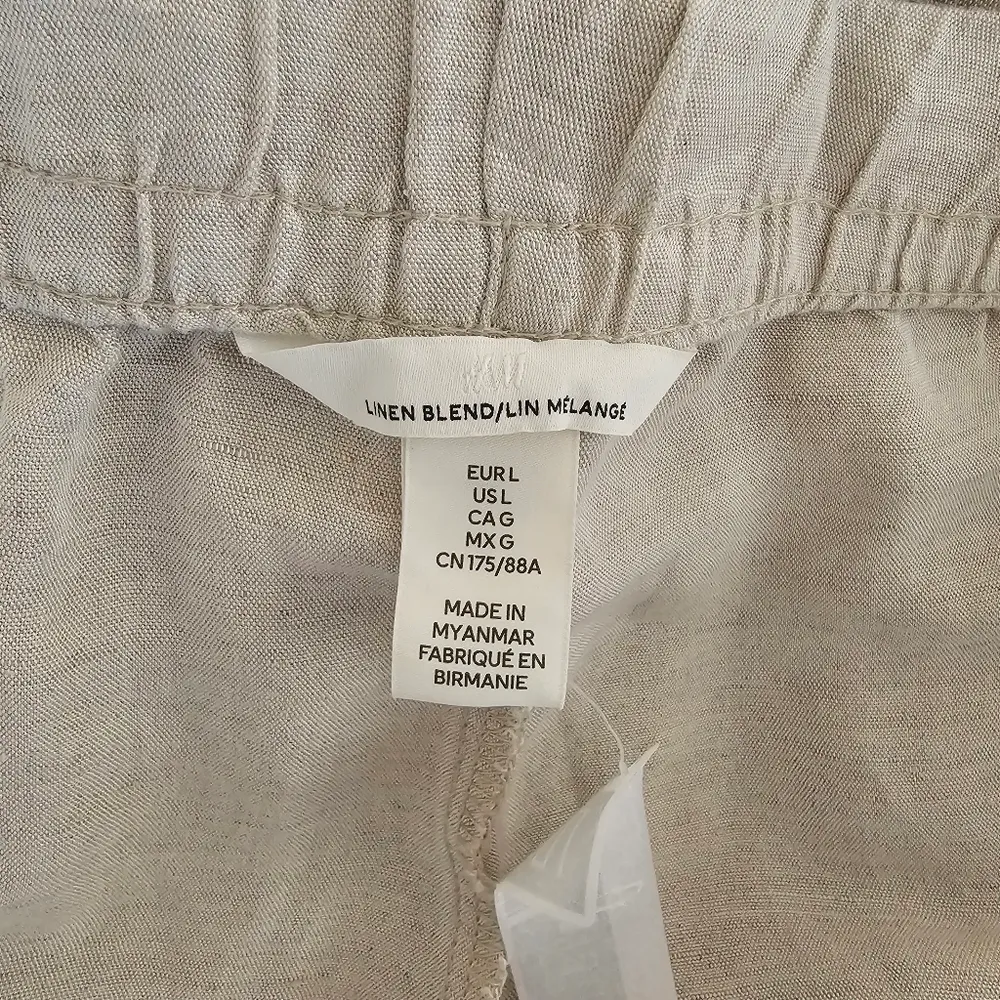 H&M
LINEN BLEND/LIN MÉLANGÉ
EUR L
US L
CA G
MX G
CN 175/88A
MADE IN
MYANMAR
FABRIQUÉ EN
BIRMANIE